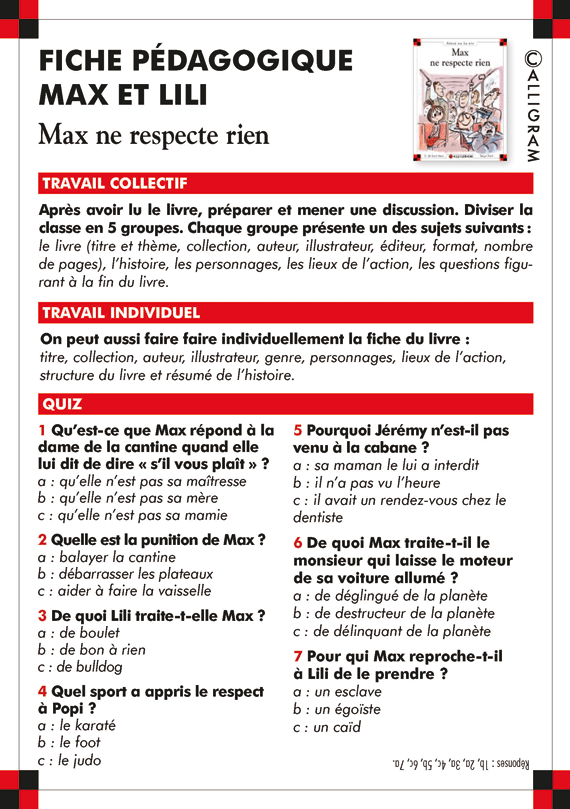 FICHE PÉDAGOGIQUE
MAX ET LILI
Max ne respecte rien
Max
ne respecte rien
CALLIGRAM
©ALLIGRAM
TRAVAIL COLLECTIF
Après avoir lu le livre, préparer et mener une discussion. Diviser la
classe en 5 groupes. Chaque groupe présente un des sujets suivants :
le livre (titre et thème, collection, auteur, illustrateur, éditeur, format, nombre
de pages), l’histoire, les personnages, les lieux de l’action, les questions figu-
rant à la fin du livre.
TRAVAIL INDIVIDUEL
On peut aussi faire faire individuellement la fiche du livre :
titre, collection, auteur, illustrateur, genre, personnages, lieux de l’action,
structure du livre et résumé de l’histoire.
QUIZ
1 Qu’est-ce que Max répond à la
dame de la cantine quand elle
lui dit de dire « s’il vous plaît » ?
a : qu’elle n’est pas sa maîtresse
b : qu’elle n’est pas sa mère
c : qu’elle n’est pas sa mamie
2 Quelle est la punition de Max ?
a : balayer la cantine
b : débarrasser les plateaux
c : aider à faire la vaisselle
3 De quoi Lili traite-t-elle Max ?
a : de boulet
b : de bon à rien
c : de bulldog
4 Quel sport a appris le respect
à Popi ?
a : le karaté
b : le foot
c : le judo
5 Pourquoi Jérémy n’est-il pas
venu à la cabane ?
a : sa maman le lui a interdit
b : il n’a pas vu l’heure
c : il avait un rendez-vous chez le
dentiste
6 De quoi Max traite-t-il le
monsieur qui laisse le moteur
de sa voiture allumé ?
a : de déglingué de la planète
b : de destructeur de la planète
c : de délinquant de la planète
7 Pour qui Max reproche-t-il
à Lili de le prendre ?
a : un esclave
b : un égoïste
c : un caïd
Réponses : 1b, 2a, 3a, 4c, 5b, 6c, 7a.